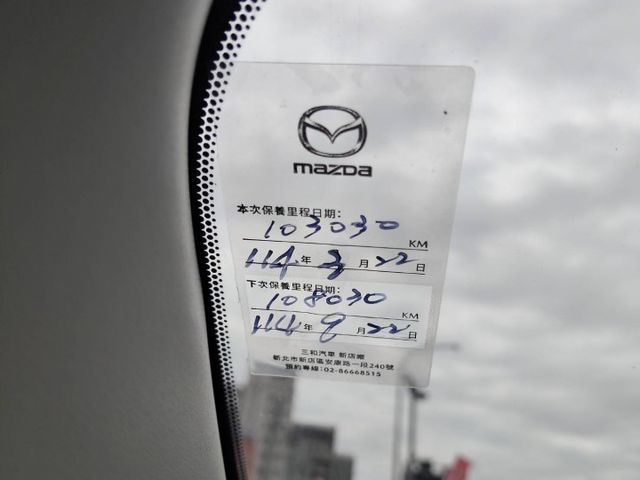 mazda
本次保養里程日期:
103030 KM
114.年 3 月 22 日
下次保養里程日期:
108030 KM
114年 9 月 22 日
三和汽車 新店廠
新北市新店區安康路一段240號
預約專線:02-86668515